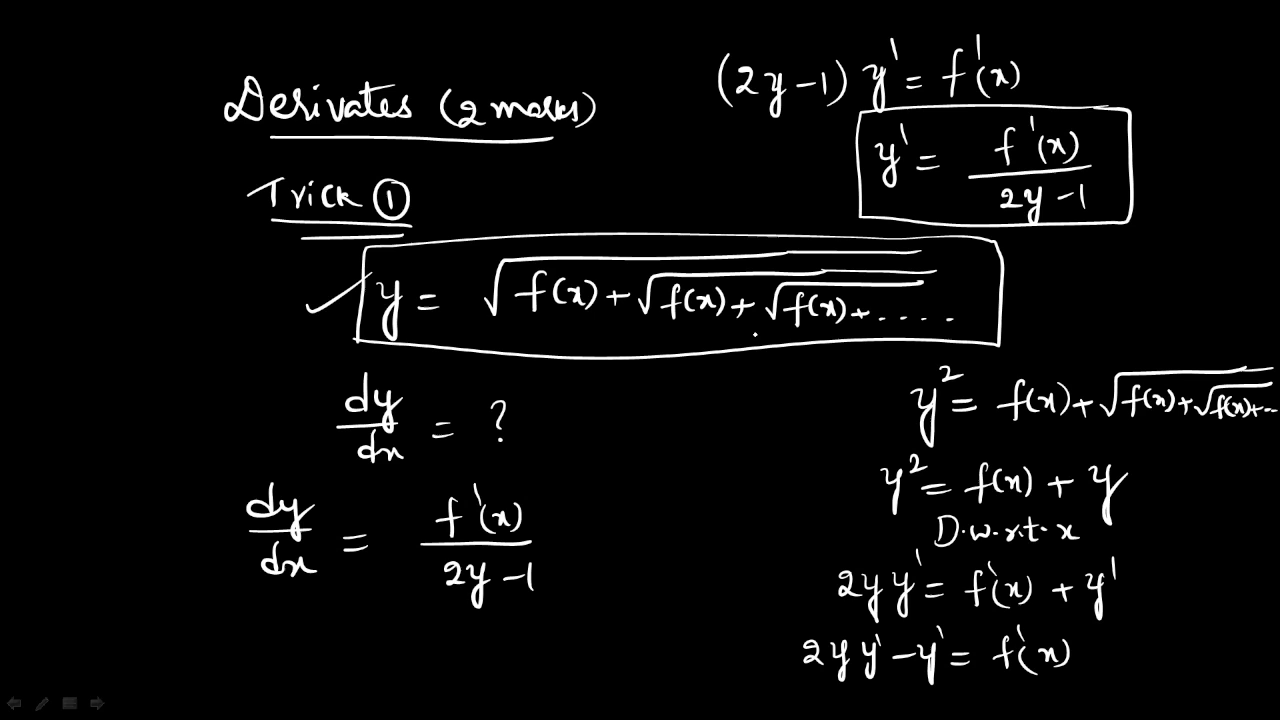 Derivates (2 marks)
Trick ①
y = √(f(x) + √(f(x) + √(f(x) + ....
dy/dx = ?
dy/dx = f'(x)/(2y - 1)
y² = f(x) + √(f(x) + √(f(x) + ...
y² = f(x) + y
D.w.r.t. x
2yy' = f'(x) + y'
2yy' - y' = f'(x)
(2y - 1) y' = f'(x)
y' = f'(x)/(2y - 1)